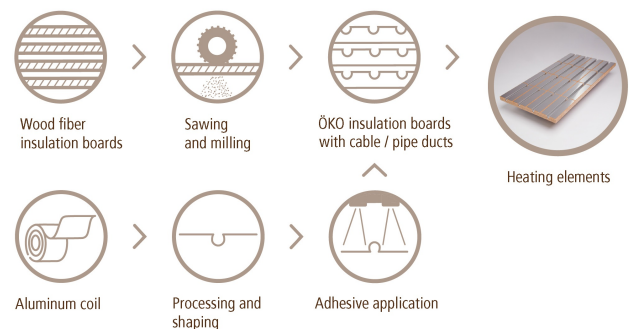 Wood fiber
insulation boards
Sawing
and milling
ÖKO insulation boards
with cable / pipe ducts
Heating elements
Aluminum coil
Processing and
shaping
Adhesive application